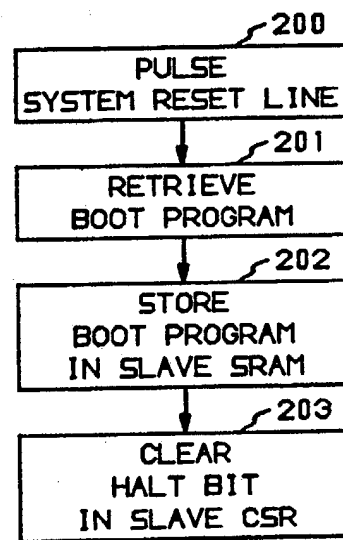 200
PULSE
SYSTEM RESET LINE
201
RETRIEVE
BOOT PROGRAM
202
STORE
BOOT PROGRAM
IN SLAVE SRAM
203
CLEAR
HALT BIT
IN SLAVE CSR